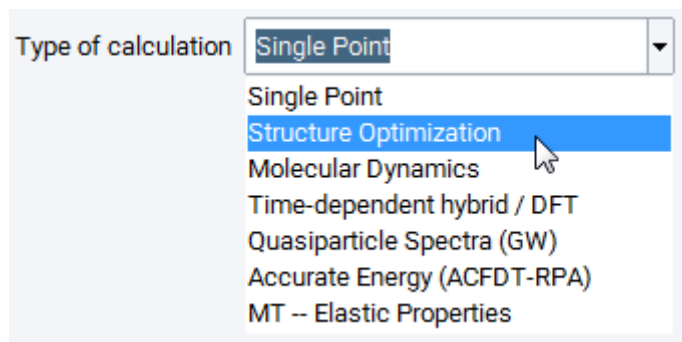 Type of calculation Single Point
Single Point
Structure Optimization
Molecular Dynamics
Time-dependent hybrid / DFT
Quasiparticle Spectra (GW)
Accurate Energy (ACFDT-RPA)
MT -- Elastic Properties